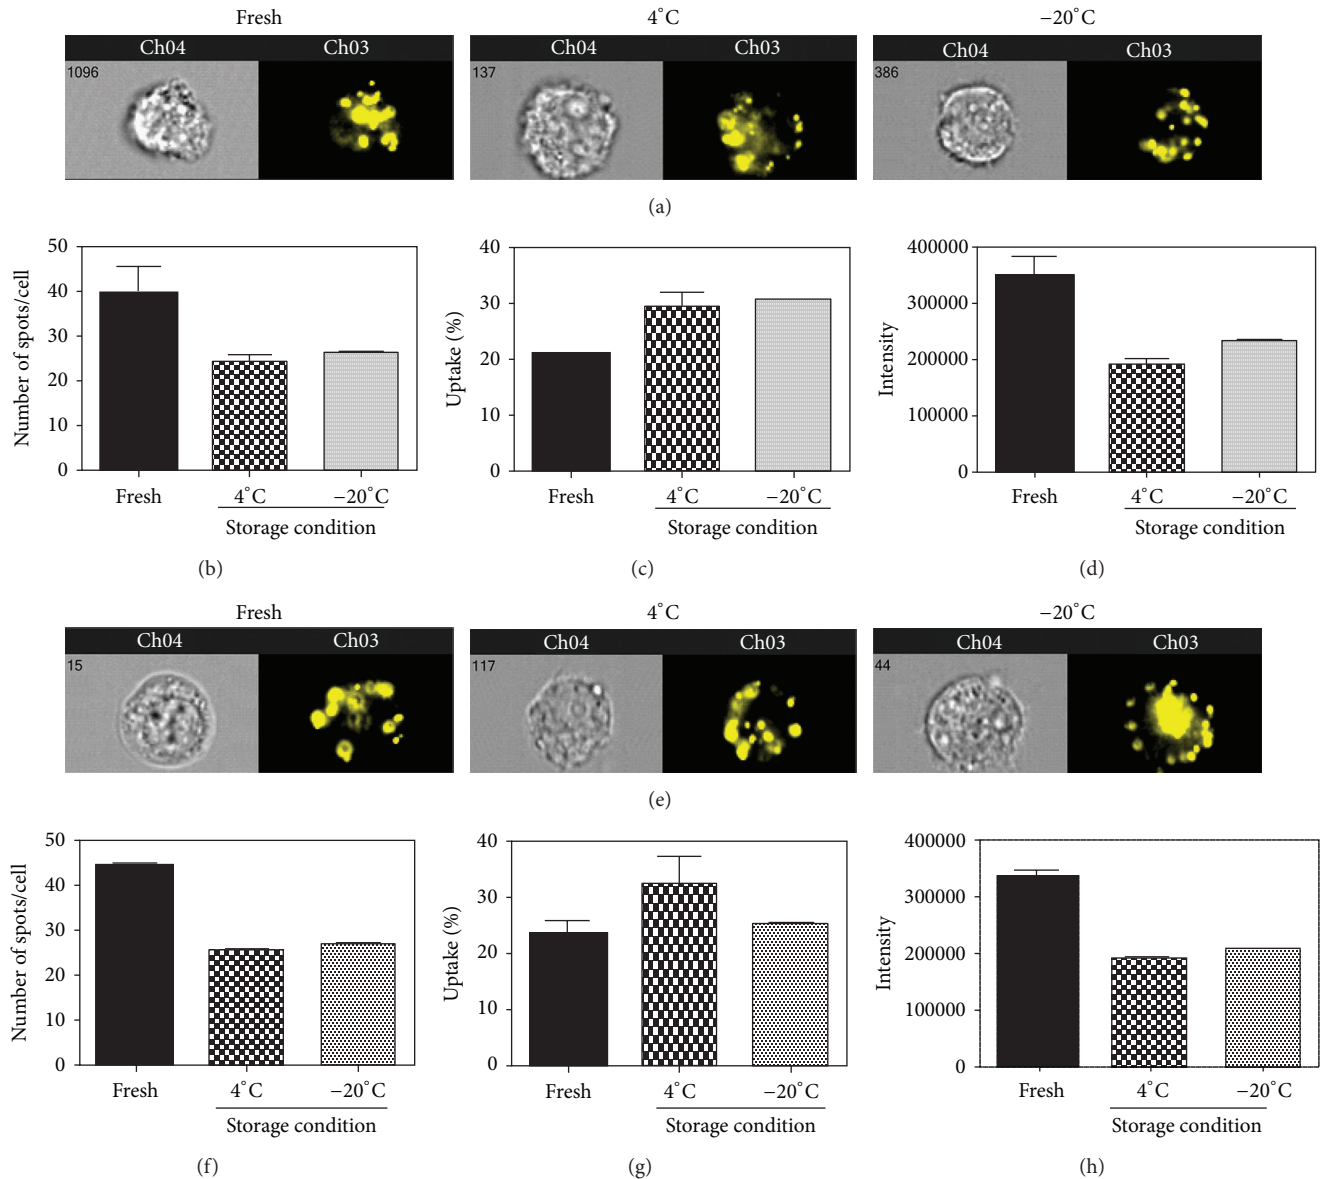 Fresh 4°C −20°C
Ch04 Ch03 Ch04 Ch03 Ch04 Ch03
1096 137 386
(a)
Number of spots/cell
50
40
30
20
10
0
Fresh 4°C −20°C
Storage condition
(b)
Uptake (%)
40
30
20
10
0
Fresh 4°C −20°C
Storage condition
(c)
Intensity
400000
300000
200000
100000
0
Fresh 4°C −20°C
Storage condition
(d)
Fresh 4°C −20°C
Ch04 Ch03 Ch04 Ch03 Ch04 Ch03
15 117 44
(e)
Number of spots/cell
50
40
30
20
10
0
Fresh 4°C −20°C
Storage condition
(f)
Uptake (%)
40
30
20
10
0
Fresh 4°C −20°C
Storage condition
(g)
Intensity
400000
300000
200000
100000
0
Fresh 4°C −20°C
Storage condition
(h)